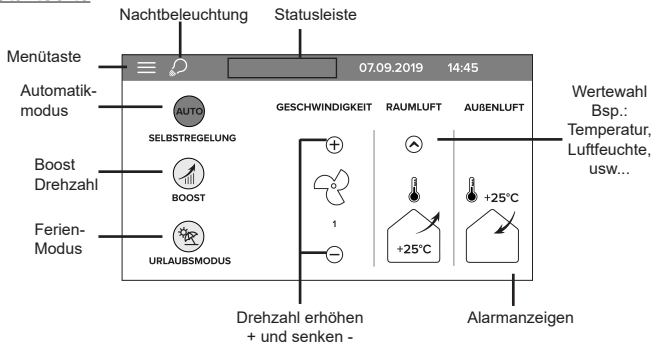 Nachtbeleuchtung
Statusleiste
Menütaste
07.09.2019 14:45
Automatik-
modus
AUTO
SELBSTREGELUNG
GESCHWINDIGKEIT
RAUMLUFT
AUßENLUFT
Wertewahl
Bsp.:
Temperatur,
Luftfeuchte,
usw...
Boost
Drehzahl
BOOST
+25°C
1
+25°C
Ferien-
Modus
URLAUBSMODUS
Drehzahl erhöhen
+ und senken -
Alarmanzeigen